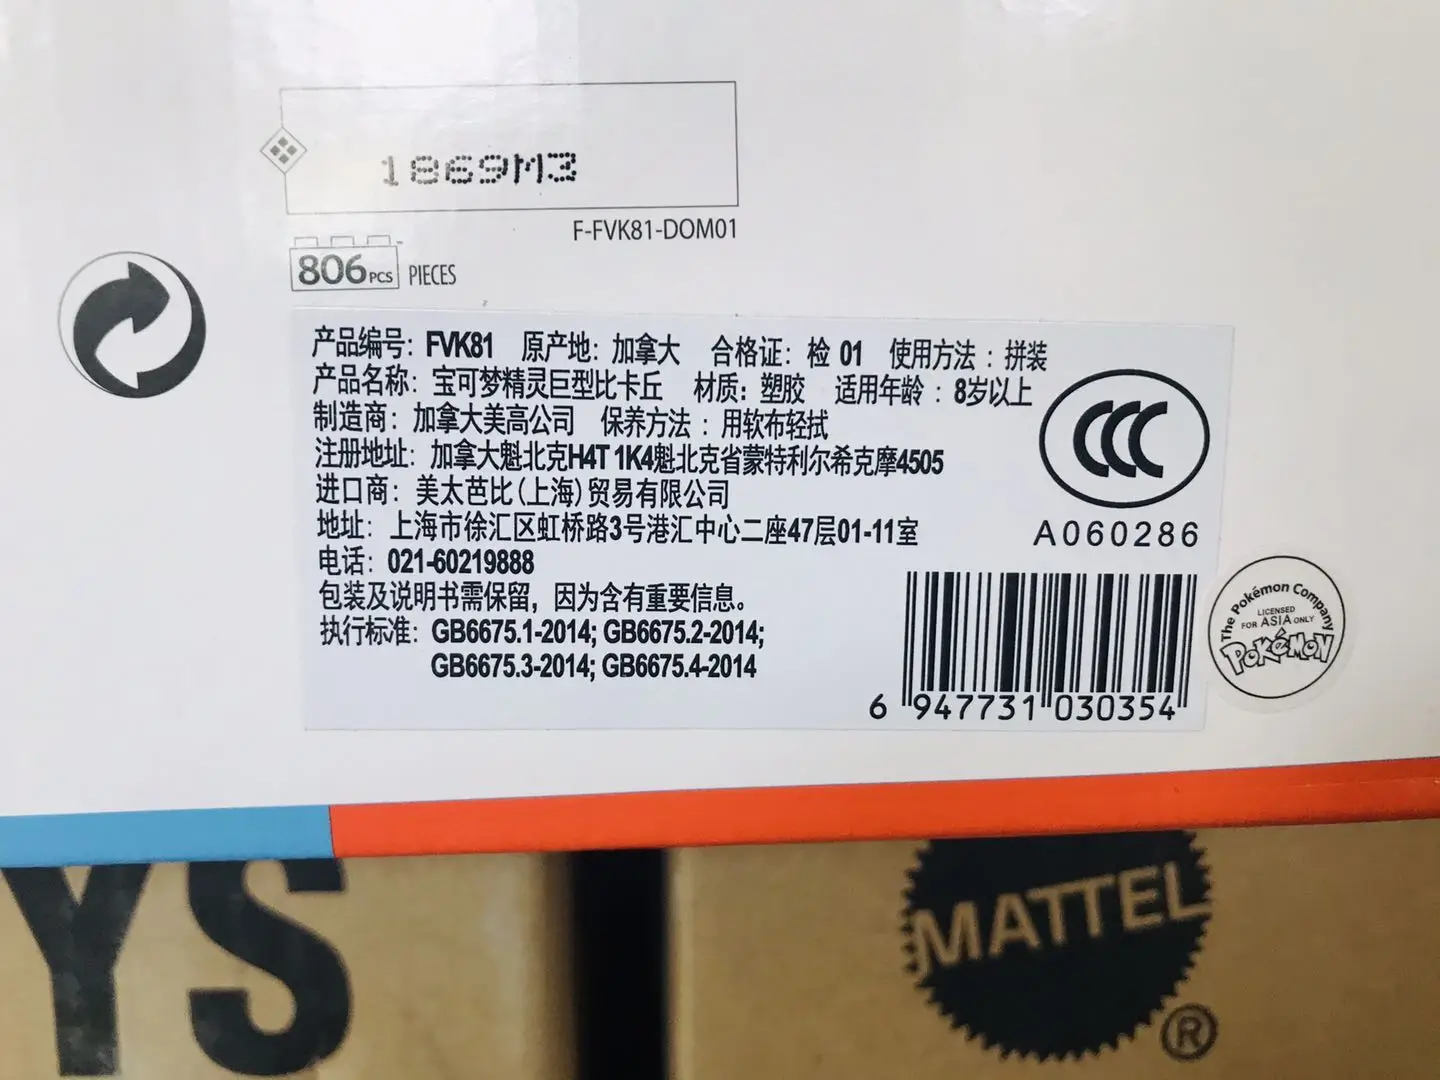 1869M3
F-FVK81-DOM01
806PCS PIECES
产品编号：FVK81 原产地：加拿大 合格证：检 01 使用方法：拼装
产品名称：宝可梦精灵巨型比卡丘 材质：塑胶 适用年龄：8岁以上
制造商：加拿大美高公司 保养方法：用软布轻拭
注册地址：加拿大魁北克H4T 1K4魁北克省蒙特利尔希克摩4505
进口商：美太芭比(上海)贸易有限公司
地址：上海市徐汇区虹桥路3号港汇中心二座47层01-11室
电话：021-60219888
包装及说明书需保留，因为含有重要信息。
执行标准：GB6675.1-2014; GB6675.2-2014;
GB6675.3-2014; GB6675.4-2014
CCC
A060286
6 947731 030354
The Pokémon Company
LICENSED
FOR ASIA ONLY
POKéMON
YS
MATTEL
®